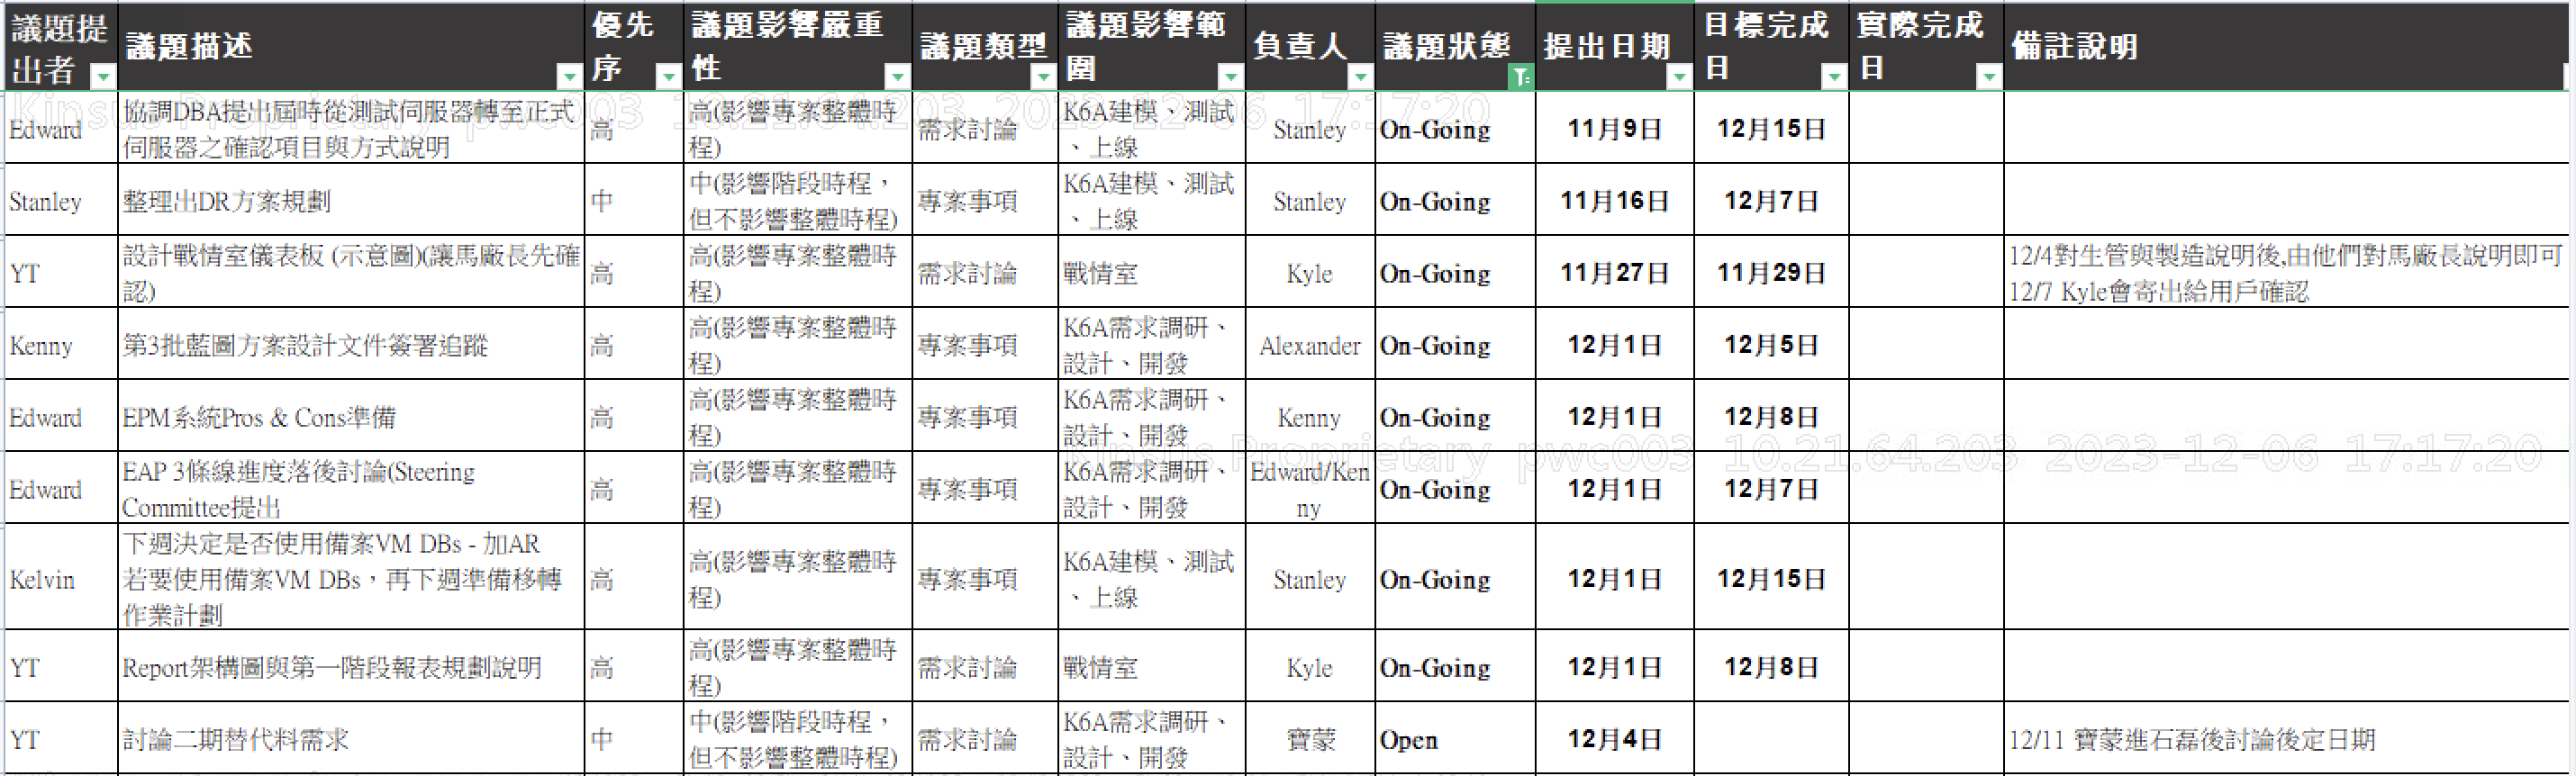 議題提出者 議題描述 優先序 議題影響嚴重性 議題類型 議題影響範圍 負責人 議題狀態 提出日期 目標完成日 實際完成日 備註說明
Kinsus Proprietary pwc003 10.21.64.203 2023-12-06 17:17:20
Edward 協調DBA提出屆時從測試伺服器轉至正式伺服器之確認項目與方式說明 高 高(影響專案整體時程) 需求討論 K6A建模、測試、上線 Stanley On-Going 11月9日 12月15日
Stanley 整理出DR方案規劃 中 中(影響階段時程，但不影響整體時程) 專案事項 K6A建模、測試、上線 Stanley On-Going 11月16日 12月7日
YT 設計戰情室儀表板 (示意圖)(讓馬廠長先確認) 高 高(影響專案整體時程) 需求討論 戰情室 Kyle On-Going 11月27日 11月29日 12/4對生管與製造說明後,由他們對馬廠長說明即可
12/7 Kyle會寄出給用戶確認
Kenny 第3批藍圖方案設計文件簽署追蹤 高 高(影響專案整體時程) 專案事項 K6A需求調研、設計、開發 Alexander On-Going 12月1日 12月5日
Edward EPM系統Pros & Cons準備 高 高(影響專案整體時程) 專案事項 K6A需求調研、設計、開發 Kenny On-Going 12月1日 12月8日
Kinsus Proprietary pwc003 10.21.64.203 2023-12-06 17:17:20
Edward EAP 3條線進度落後討論(Steering Committee提出 高 高(影響專案整體時程) 專案事項 K6A需求調研、設計、開發 Edward/Kenny On-Going 12月1日 12月7日
Kelvin 下週決定是否使用備案VM DBs - 加AR
若要使用備案VM DBs，再下週準備移轉作業計劃 高 高(影響專案整體時程) 專案事項 K6A建模、測試、上線 Stanley On-Going 12月1日 12月15日
YT Report架構圖與第一階段報表規劃說明 高 高(影響專案整體時程) 需求討論 戰情室 Kyle On-Going 12月1日 12月8日
YT 討論二期替代料需求 中 中(影響階段時程，但不影響整體時程) 需求討論 K6A需求調研、設計、開發 寶蒙 Open 12月4日 12/11 寶蒙進石磊後討論後定日期